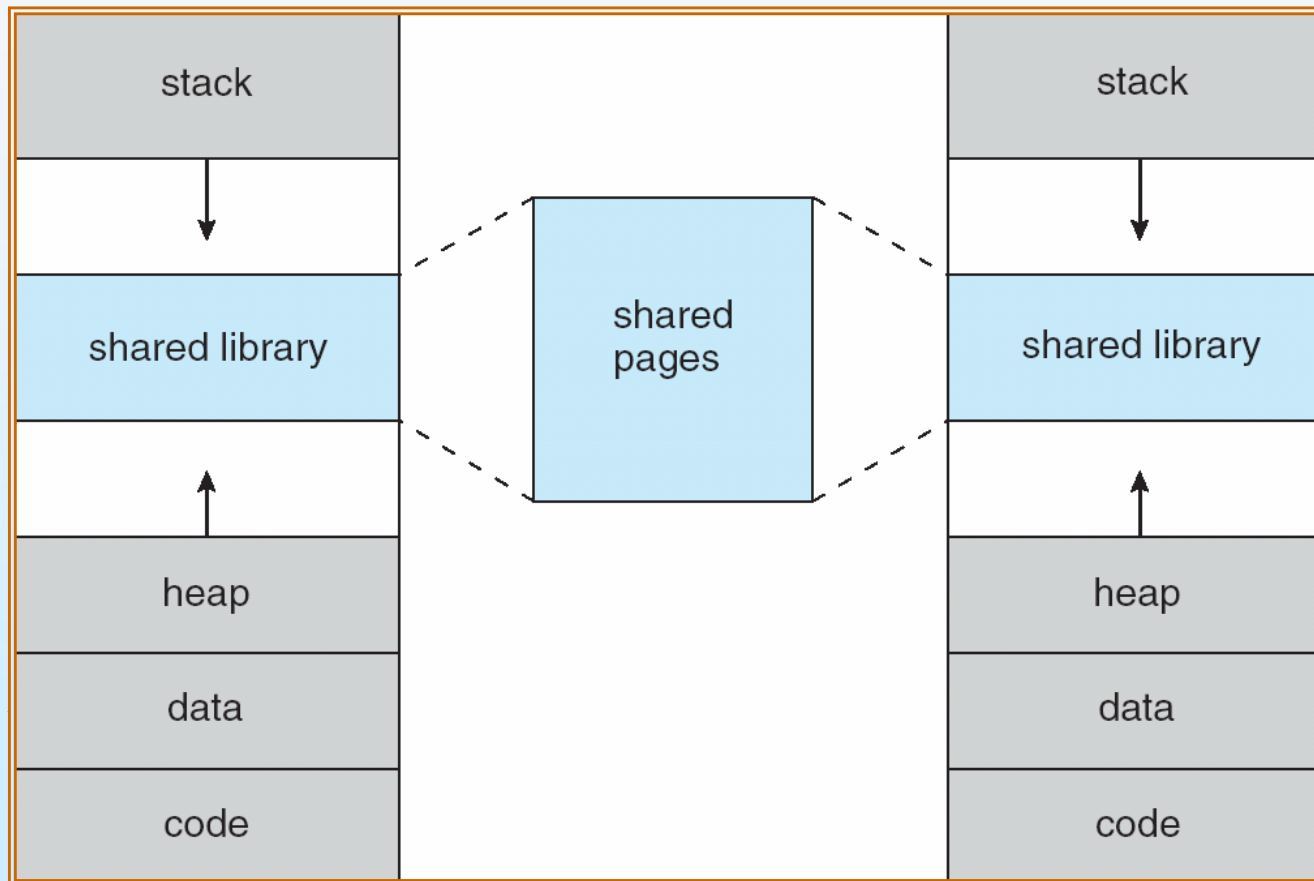 stack
shared library
heap
data
code
shared
pages
stack
shared library
heap
data
code